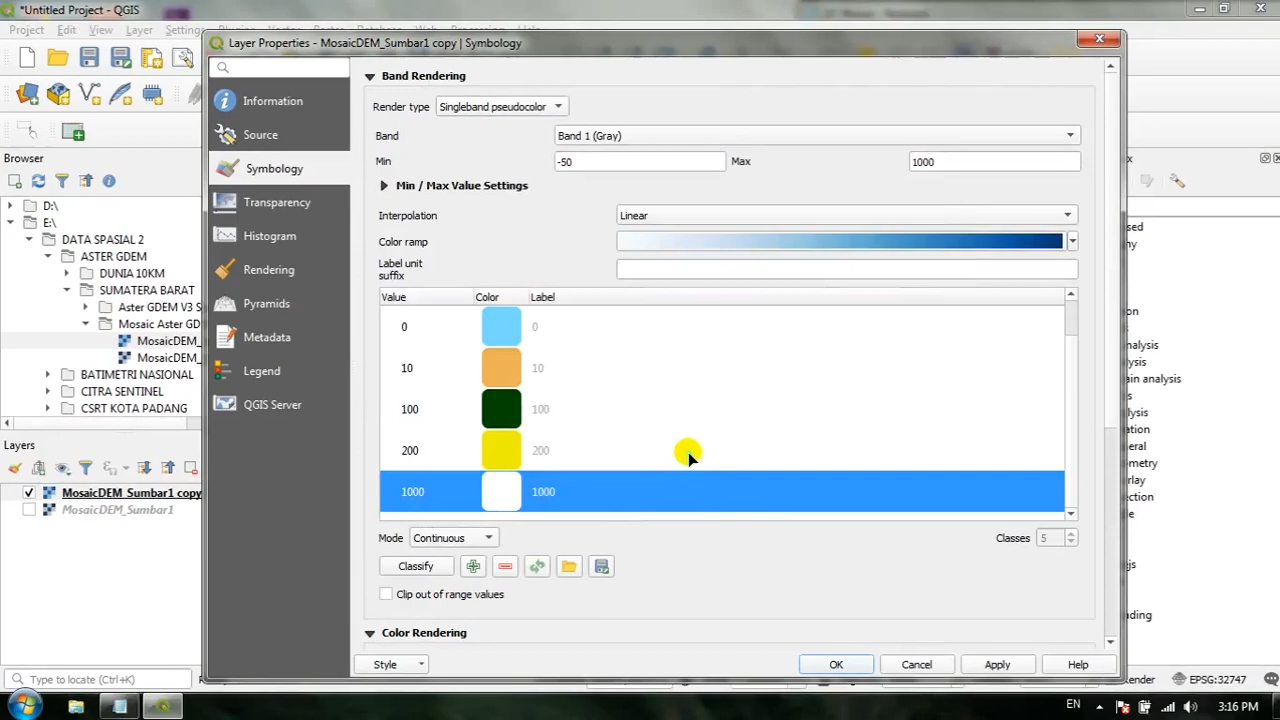 *Untitled Project - QGIS
Project Edit View Layer Settings
Layer Properties - MosaicDEM_Sumbar1 copy | Symbology
Information
Source
Symbology
Transparency
Histogram
Rendering
Pyramids
Metadata
Legend
QGIS Server
Band Rendering
Render type Singleband pseudocolor
Band Band 1 (Gray)
Min -50 Max 1000
Min / Max Value Settings
Interpolation Linear
Color ramp
Label unit
suffix
Value Color Label
0 0
10 10
100 100
200 200
1000 1000
Mode Continuous Classes 5
Classify
Clip out of range values
Color Rendering
Style OK Cancel Apply Help
Browser
D:\
E:\
DATA SPASIAL 2
ASTER GDEM
DUNIA 10KM
SUMATERA BARAT
Aster GDEM V3 S
Mosaic Aster GD
MosaicDEM_
MosaicDEM_
BATIMETRI NASIONAL
CITRA SENTINEL
CSRT KOTA PADANG
Layers
MosaicDEM_Sumbar1 copy
MosaicDEM_Sumbar1
Type to locate (Ctrl+K)
Render EPSG:32747
EN 3:16 PM